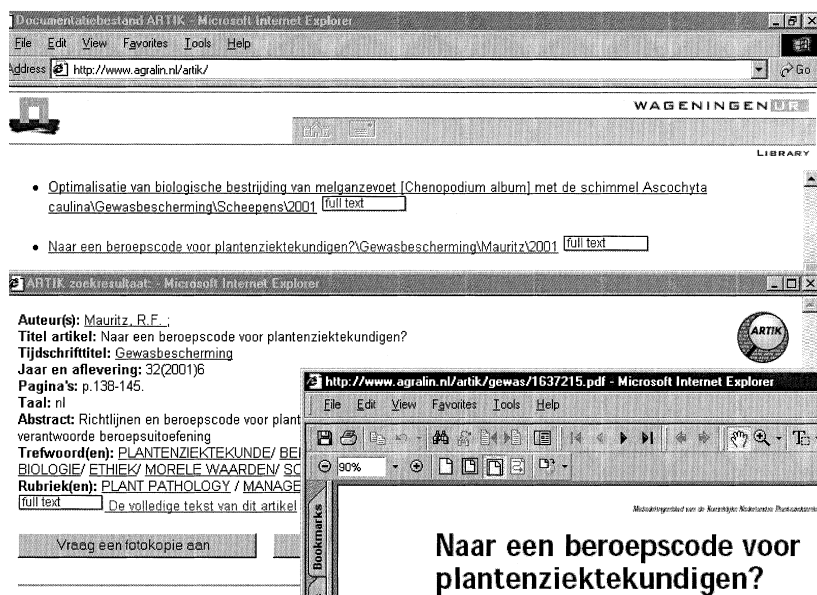 Documentatiebestand ARTIK - Microsoft Internet Explorer
File Edit View Favorites Tools Help
Address http://www.agralin.nl/artik/ Go
WAGENINGEN UR
LIBRARY
• Optimalisatie van biologische bestrijding van melganzevoet [Chenopodium album] met de schimmel Ascochyta
caulina\Gewasbescherming\Scheepens\2001 full text
• Naar een beroepscode voor plantenziektekundigen?\Gewasbescherming\Mauritz\2001 full text
ARTIK zoekresultaat: - Microsoft Internet Explorer
Auteur(s): Mauritz, R.F. ;
Titel artikel: Naar een beroepscode voor plantenziektekundigen?
ARTIK
Tijdschrifttitel: Gewasbescherming
Jaar en aflevering: 32(2001)6
Pagina's: p.138-145.
Taal: nl
Abstract: Richtlijnen en beroepscode voor plant
verantwoorde beroepsuitoefening
Trefwoord(en): PLANTENZIEKTEKUNDE/ BE
BIOLOGIE/ ETHIEK/ MORELE WAARDEN/ SC
Rubriek(en): PLANT PATHOLOGY / MANAGE
full text De volledige tekst van dit artikel
Vraag een fotokopie aan
http://www.agralin.nl/artik/gewas/1637215.pdf - Microsoft Internet Explorer
File Edit View Favorites Tools Help
90%
Bookmarks
Naar een beroepscode voor
plantenziektekundigen?